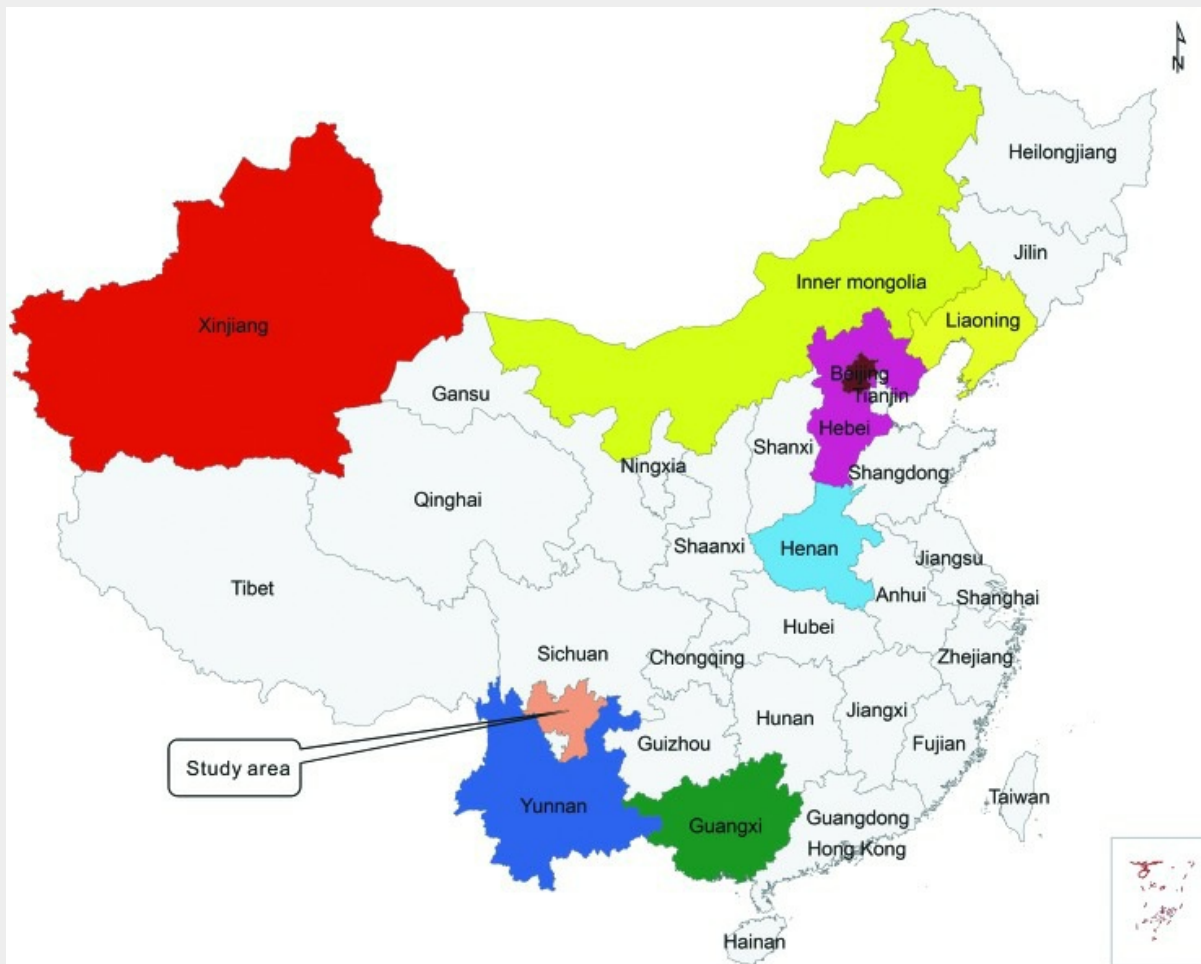 N
Heilongjiang
Jilin
Inner mongolia
Liaoning
Xinjiang
Beijing
Tianjin
Gansu
Hebei
Shanxi
Ningxia
Shangdong
Qinghai
Shaanxi
Henan
Jiangsu
Tibet
Anhui
Shanghai
Hubei
Sichuan
Chongqing
Zhejiang
Hunan
Jiangxi
Guizhou
Fujian
Study area
Taiwan
Yunnan
Guangxi
Guangdong
Hong Kong
Hainan